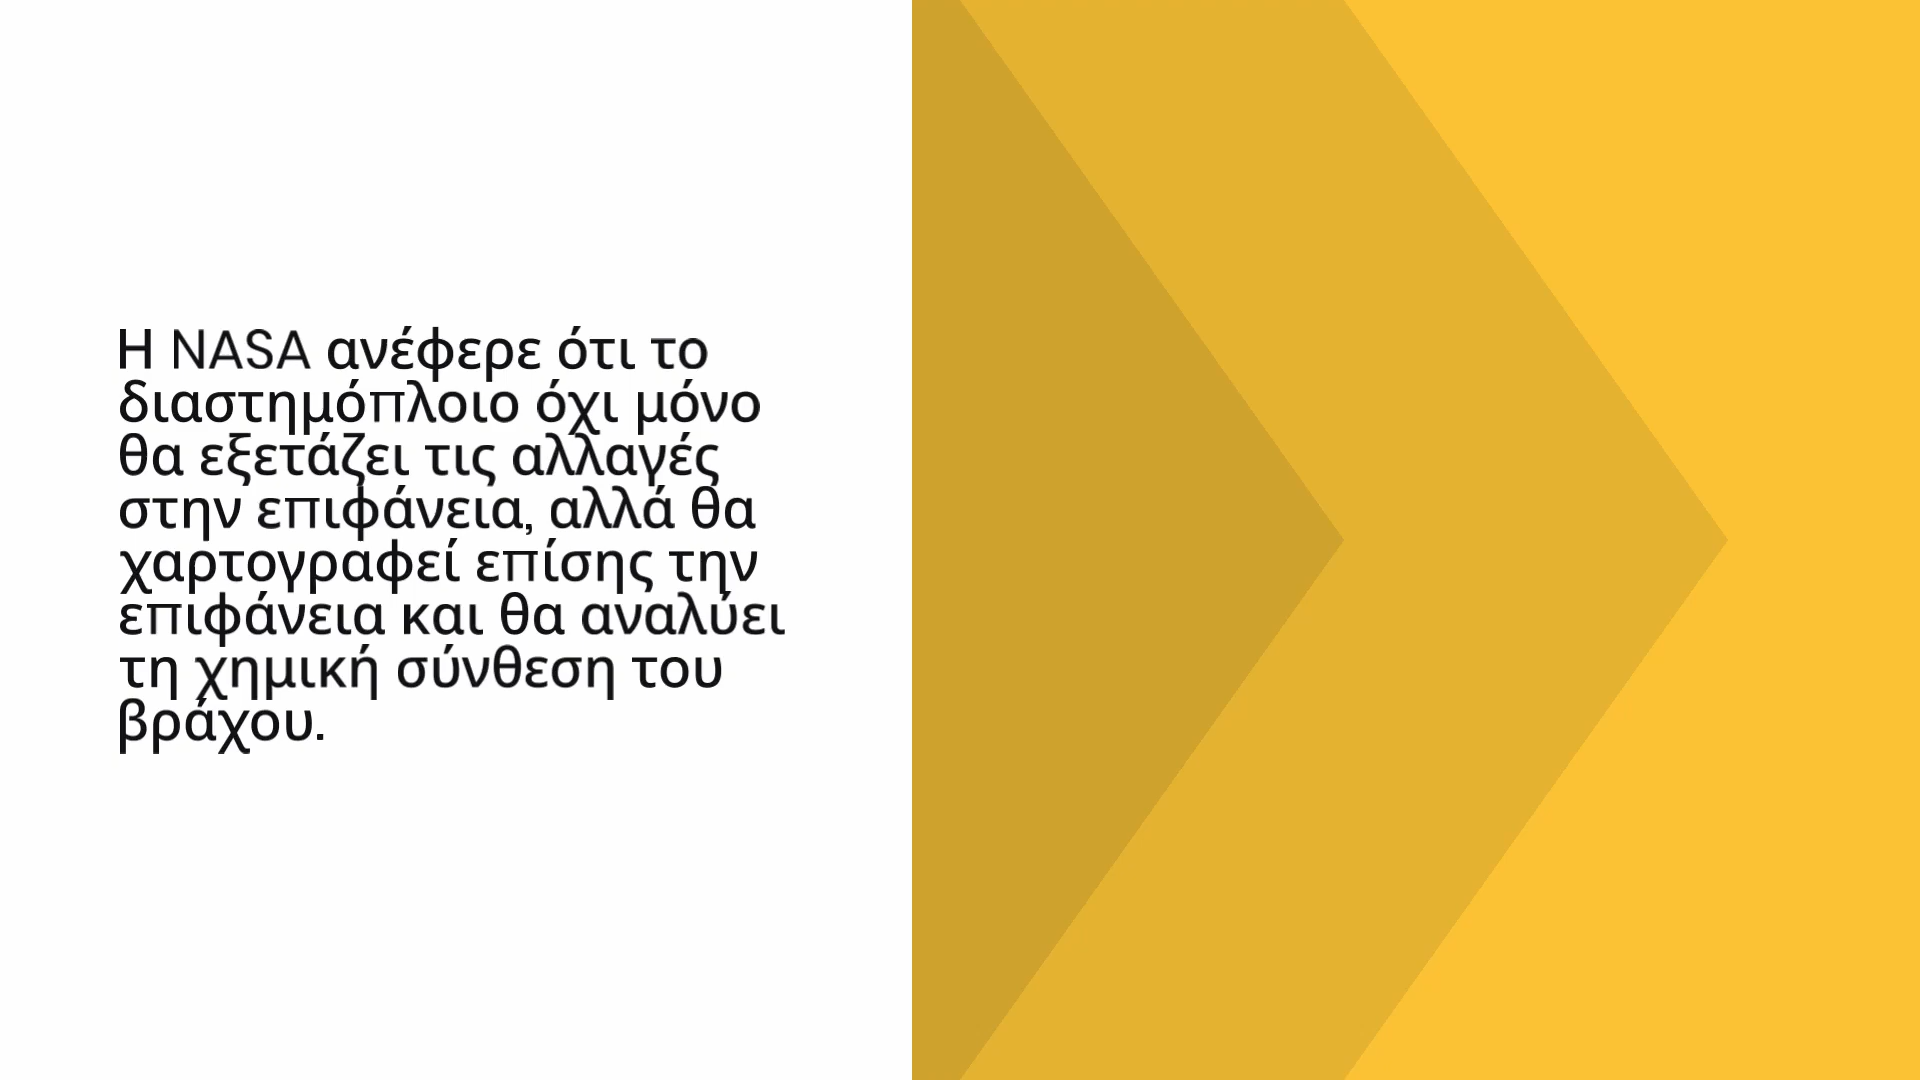 Η NASA ανέφερε ότι το
διαστημόπλοιο όχι μόνο
θα εξετάζει τις αλλαγές
στην επιφάνεια, αλλά θα
χαρτογραφεί επίσης την
επιφάνεια και θα αναλύει
τη χημική σύνθεση του
βράχου.